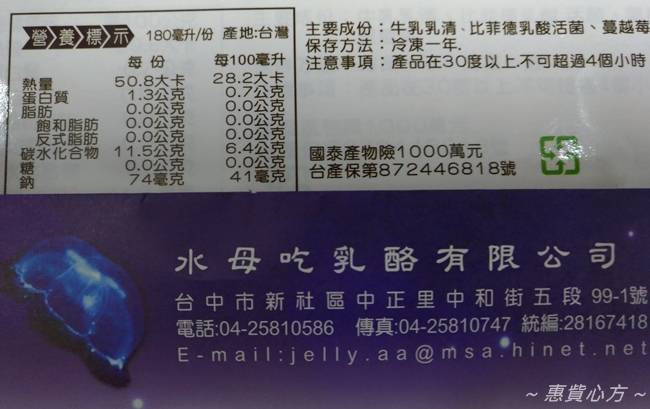 營養標示 180毫升/份 產地:台灣
每份 每100毫升
熱量 50.8大卡 28.2大卡
蛋白質 1.3公克 0.7公克
脂肪 0.0公克 0.0公克
飽和脂肪 0.0公克 0.0公克
反式脂肪 0.0公克 0.0公克
碳水化合物 11.5公克 6.4公克
糖 0.0公克 0.0公克
鈉 74毫克 41毫克
主要成份：牛乳乳清、比菲德乳酸活菌、蔓越莓
保存方法：冷凍一年.
注意事項：產品在30度以上.不可超過4個小時
國泰產物險1000萬元
台產保第872446818號
水母吃乳酪有限公司
台中市新社區中正里中和街五段 99-1號
電話:04-25810586 傳真:04-25810747 統編:28167418
E-mail:jelly.aa@msa.hinet.net
~ 惠貲心方 ~